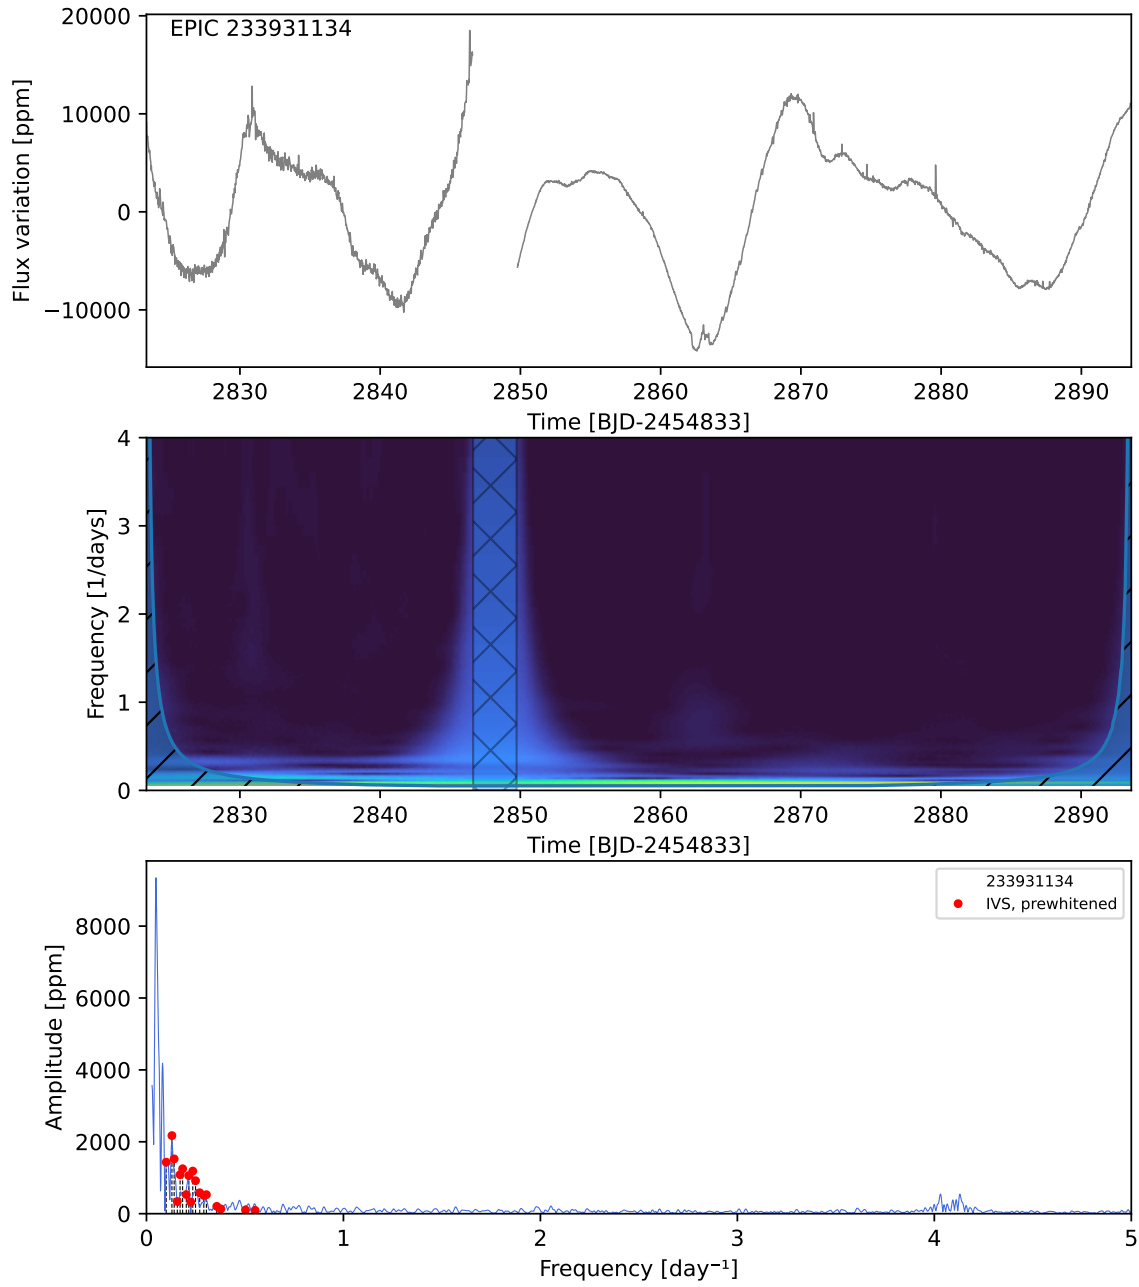 20000
EPIC 233931134
10000
0
−10000
Flux variation [ppm]
2830 2840 2850 2860 2870 2880 2890
Time [BJD-2454833]
4
3
2
1
0
Frequency [1/days]
2830 2840 2850 2860 2870 2880 2890
Time [BJD-2454833]
233931134
IVS, prewhitened
8000
6000
4000
2000
0
Amplitude [ppm]
0 1 2 3 4 5
Frequency [day⁻¹]